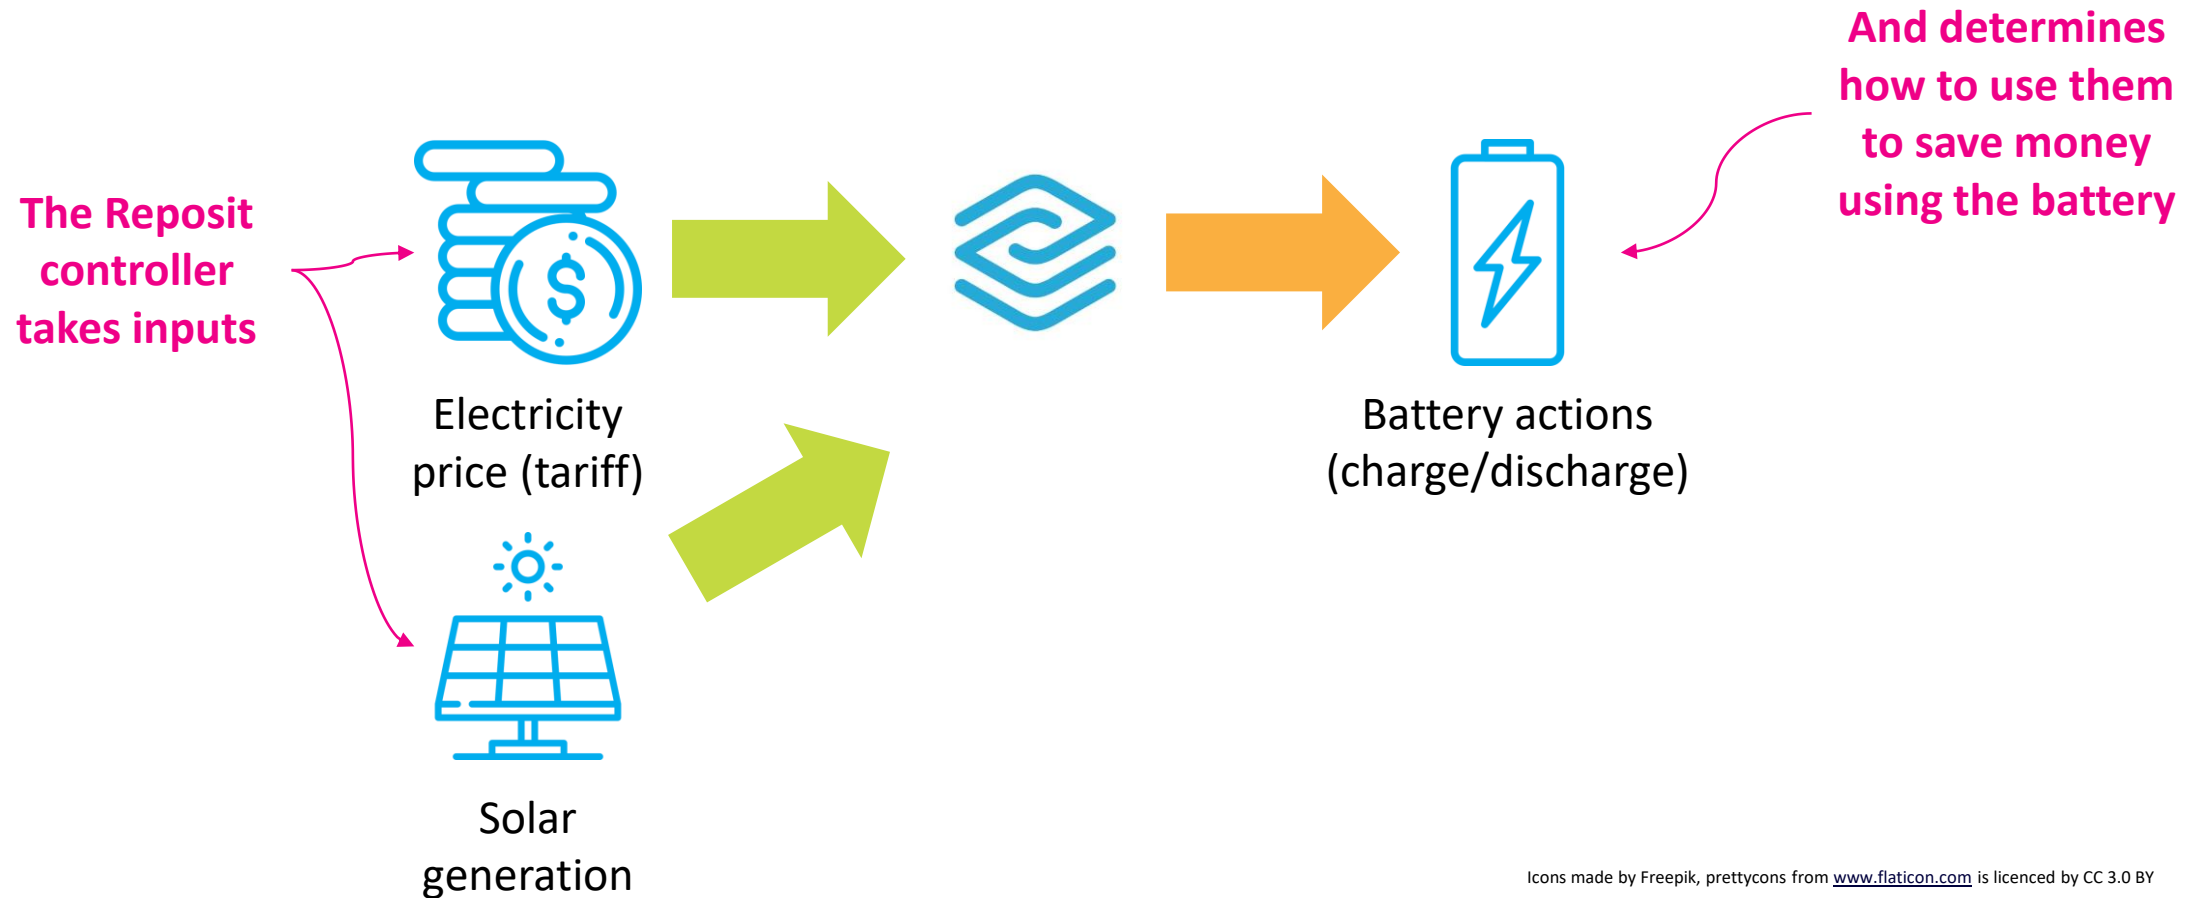 The Reposit
controller
takes inputs
$
Electricity
price (tariff)
Solar
generation
Battery actions
(charge/discharge)
And determines
how to use them
to save money
using the battery
Icons made by Freepik, prettycons from www.flaticon.com is licenced by CC 3.0 BY